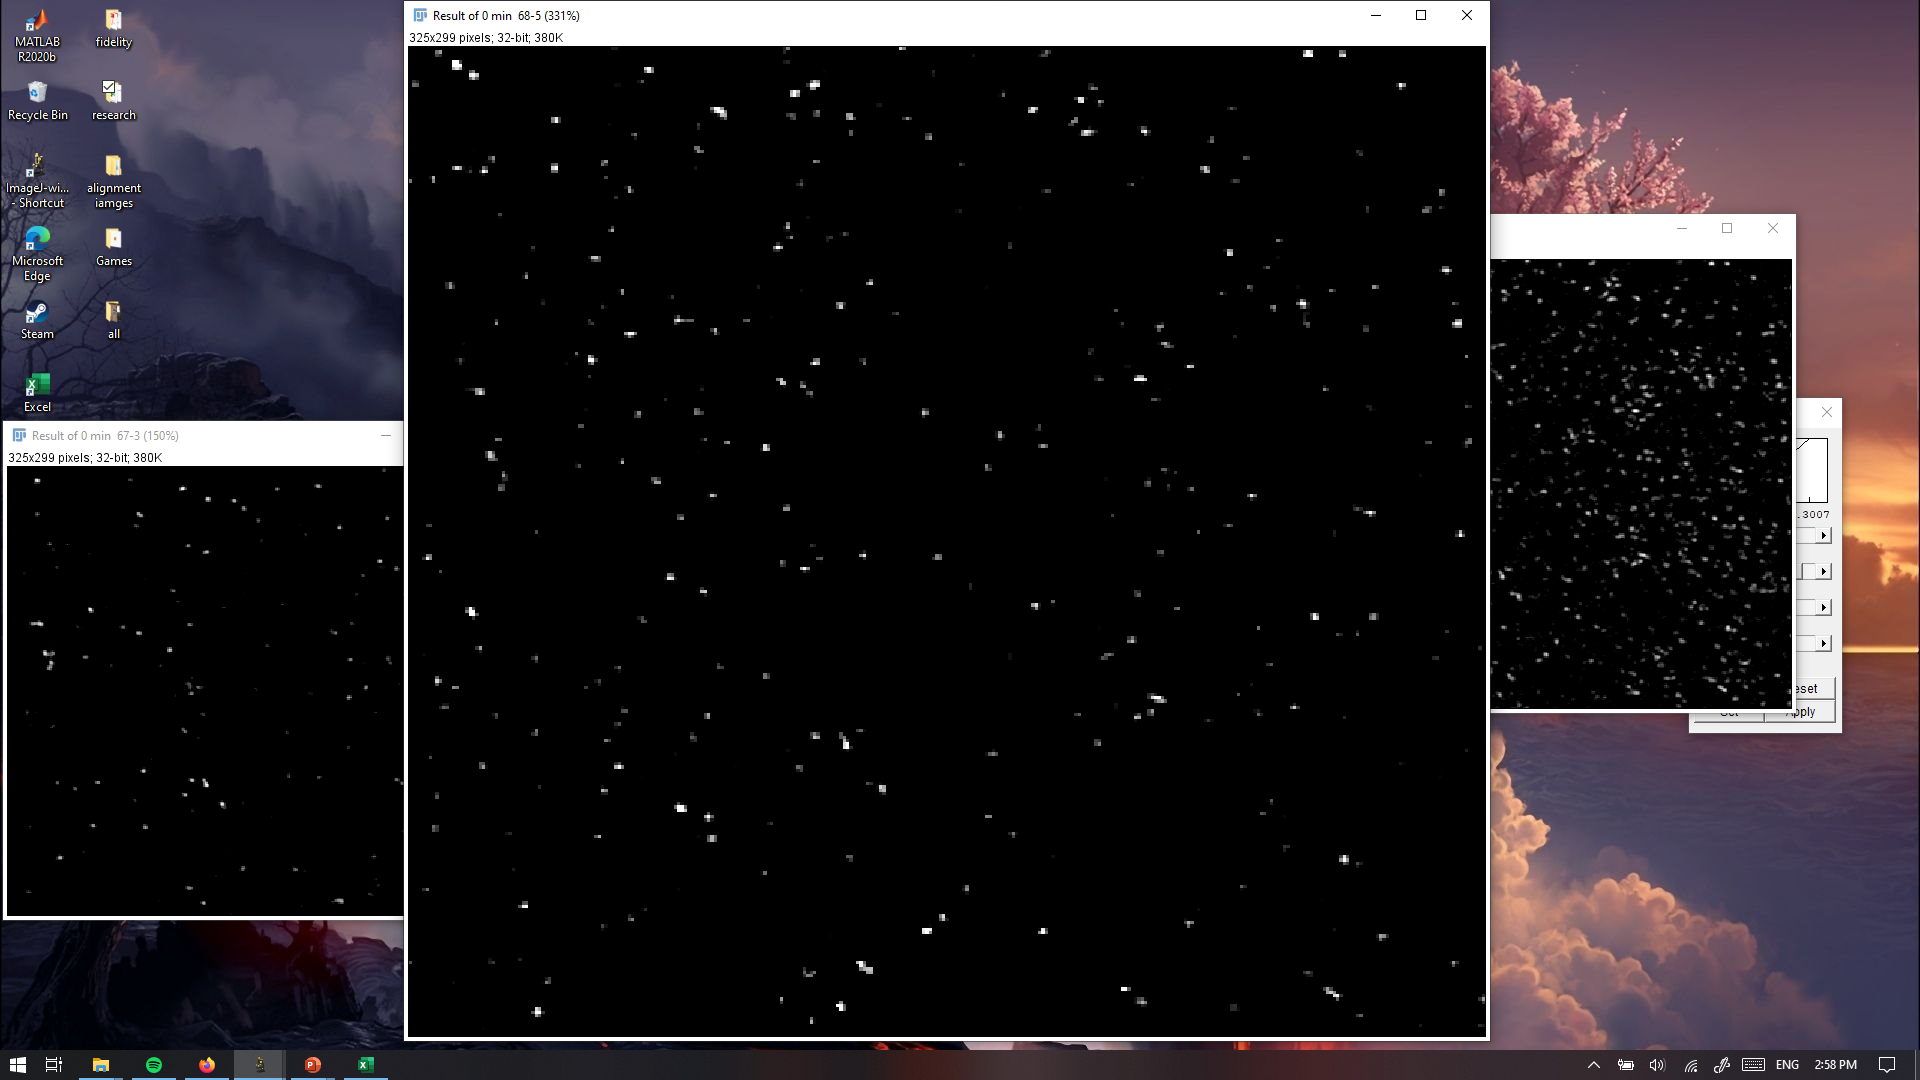 MATLAB
R2020b
fidelity
Recycle Bin
research
ImageJ-wi...
- Shortcut
alignment
iamges
Microsoft
Edge
Games
Steam
all
Excel
Result of 0 min 68-5 (331%)
325x299 pixels; 32-bit; 380K
Result of 0 min 67-3 (150%)
325x299 pixels; 32-bit; 380K
.3007
eset
Set
Apply
ENG
2:58 PM